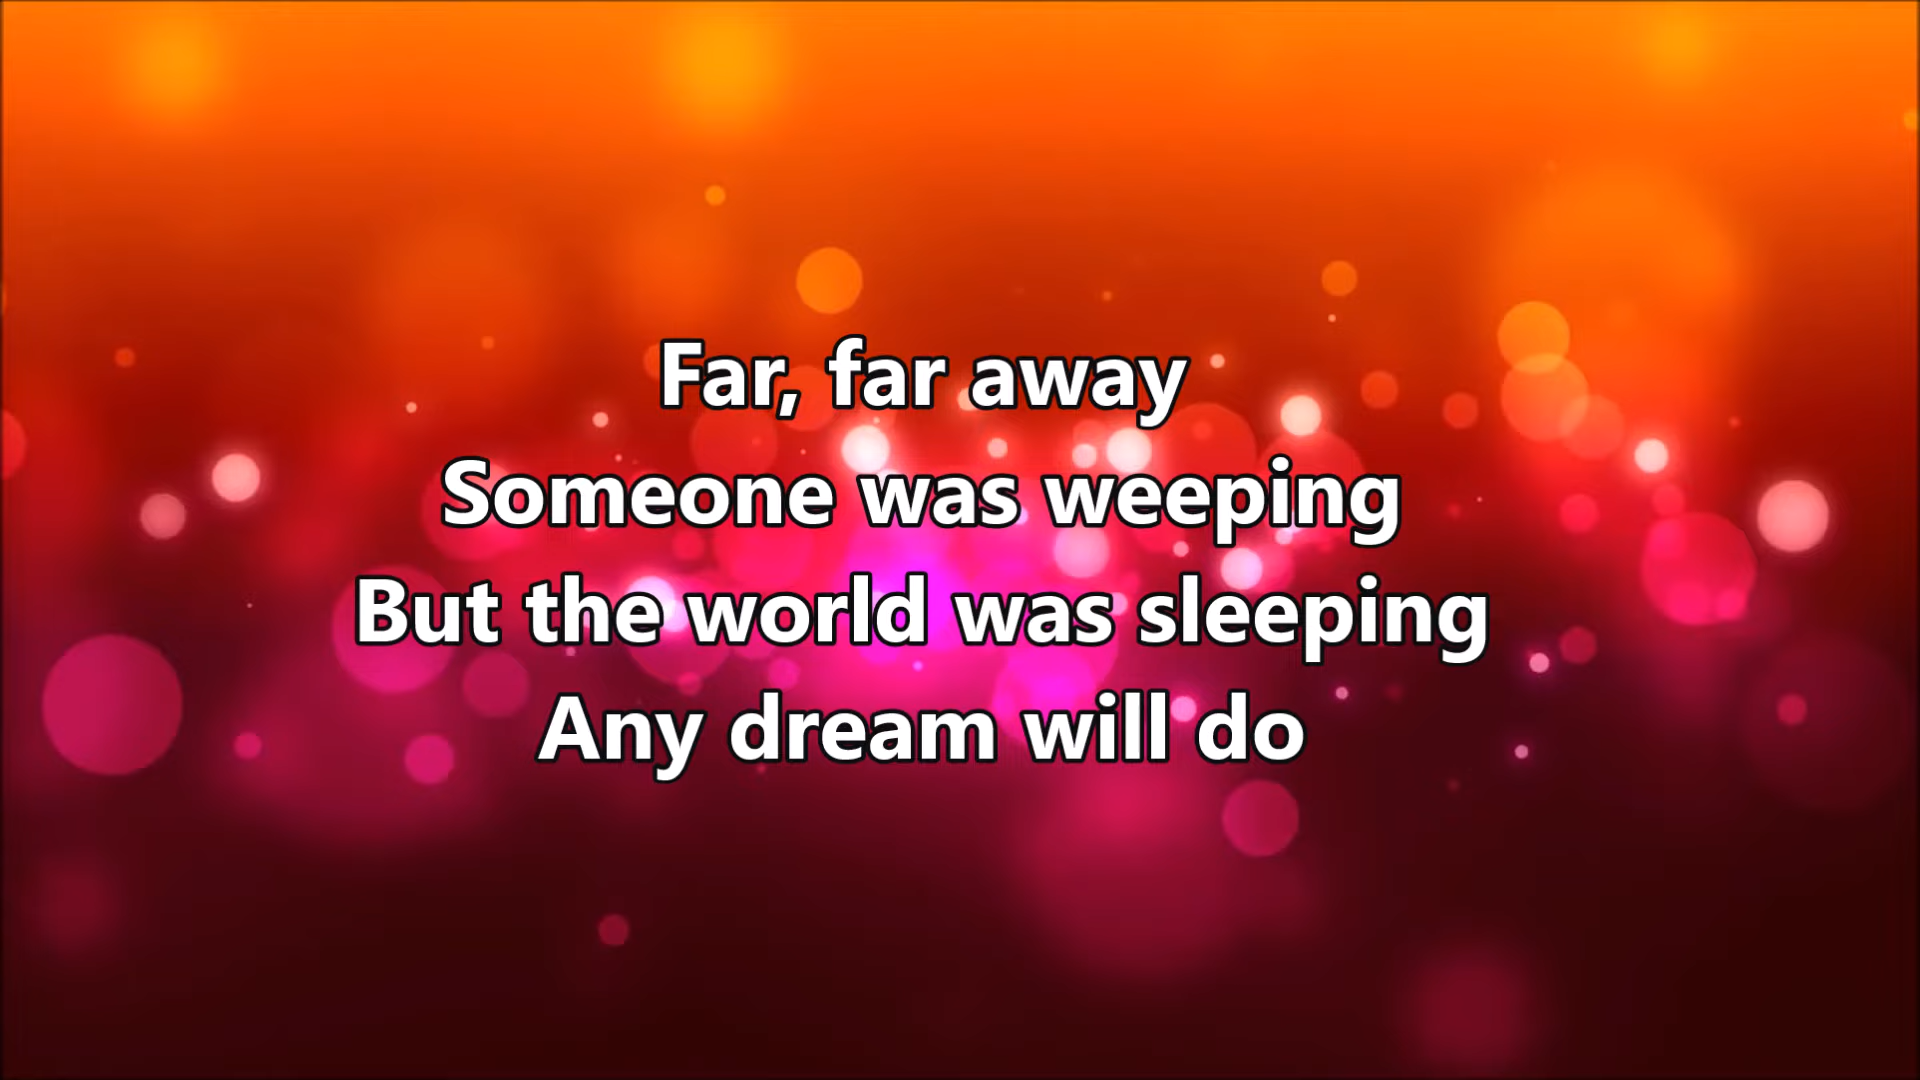 Far, far away
Someone was weeping
But the world was sleeping
Any dream will do